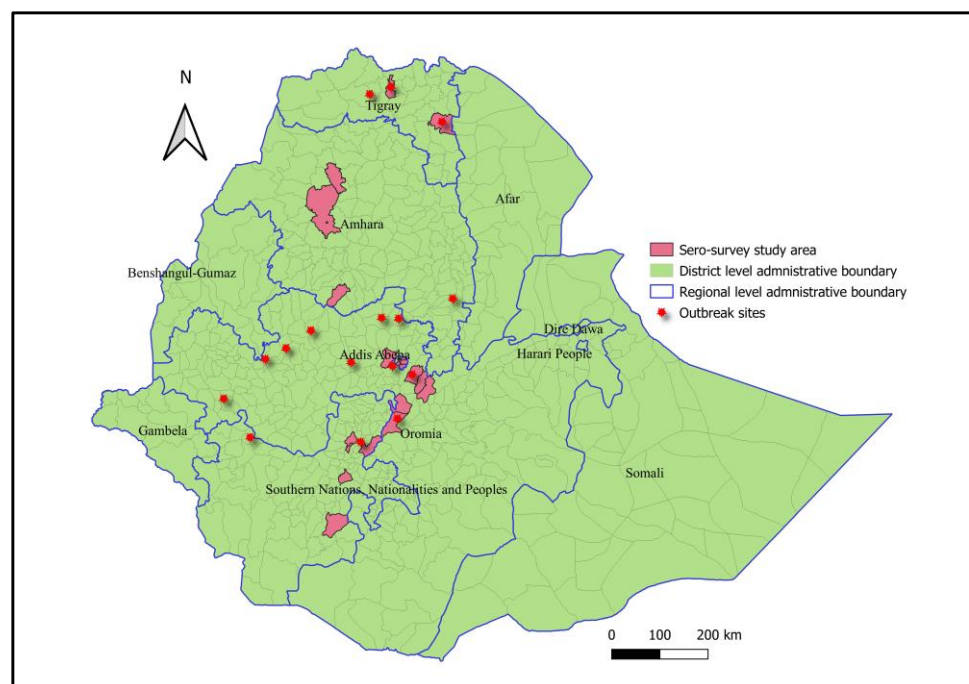 N
Tigray
Afar
Amhara
Benshangul-Gumaz
Sero-survey study area
District level admnistrative boundary
Regional level admnistrative boundary
Outbreak sites
Dire Dawa
Addis Abeba
Harari People
Gambela
Oromia
Somali
Southern Nations, Nationalities and Peoples
0 100 200 km